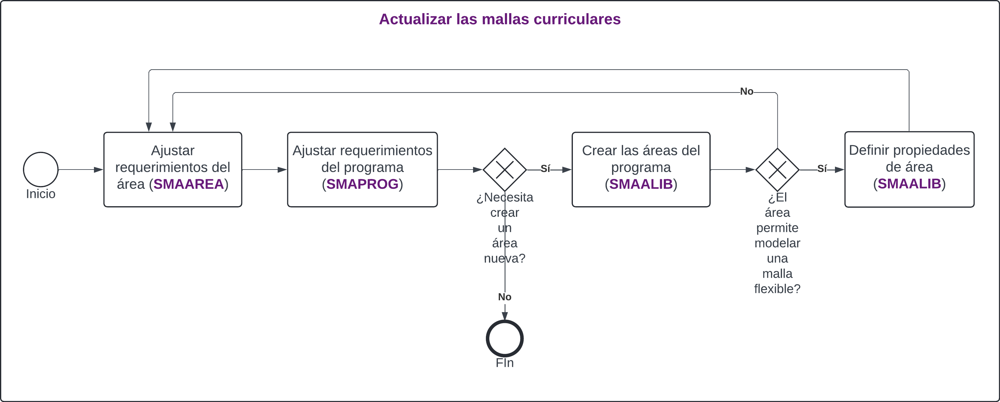 Actualizar las mallas curriculares
No
Inicio
Ajustar
requerimientos del
área (SMAAREA)
Ajustar requerimientos
del programa
(SMAPROG)
¿Necesita
crear
un
área
nueva?
Sí
No
FIn
Crear las áreas del
programa
(SMAALIB)
¿El
área
permite
modelar
una
malla
flexible?
Sí
Definir propiedades
de área
(SMAALIB)